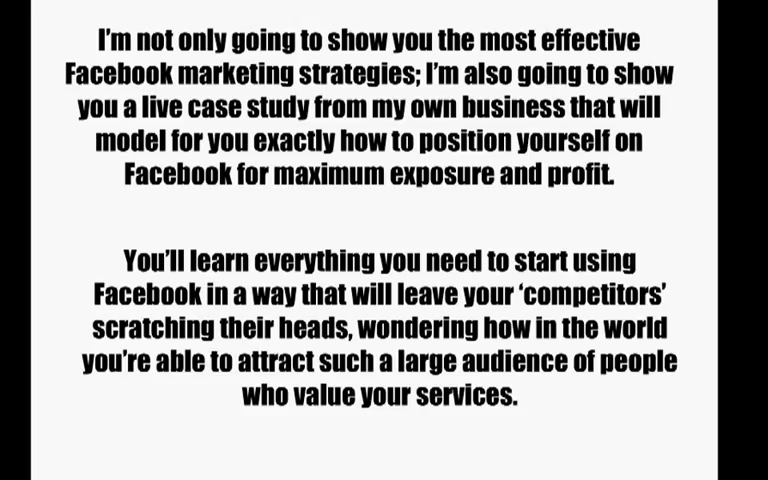 I'm not only going to show you the most effective
Facebook marketing strategies; I'm also going to show
you a live case study from my own business that will
model for you exactly how to position yourself on
Facebook for maximum exposure and profit.
You'll learn everything you need to start using
Facebook in a way that will leave your ‘competitors’
scratching their heads, wondering how in the world
you're able to attract such a large audience of people
who value your services.